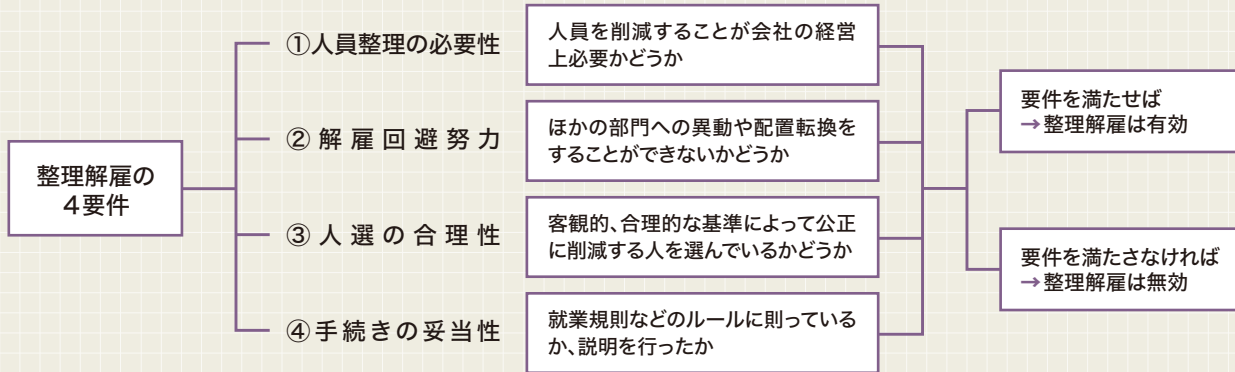 整理解雇の
4要件
①人員整理の必要性
人員を削減することが会社の経営
上必要かどうか
②解雇回避努力
ほかの部門への異動や配置転換を
することができないかどうか
③人選の合理性
客観的、合理的な基準によって公正
に削減する人を選んでいるかどうか
④手続きの妥当性
就業規則などのルールに則っている
か、説明を行ったか
要件を満たせば
→整理解雇は有効
要件を満たさなければ
→整理解雇は無効